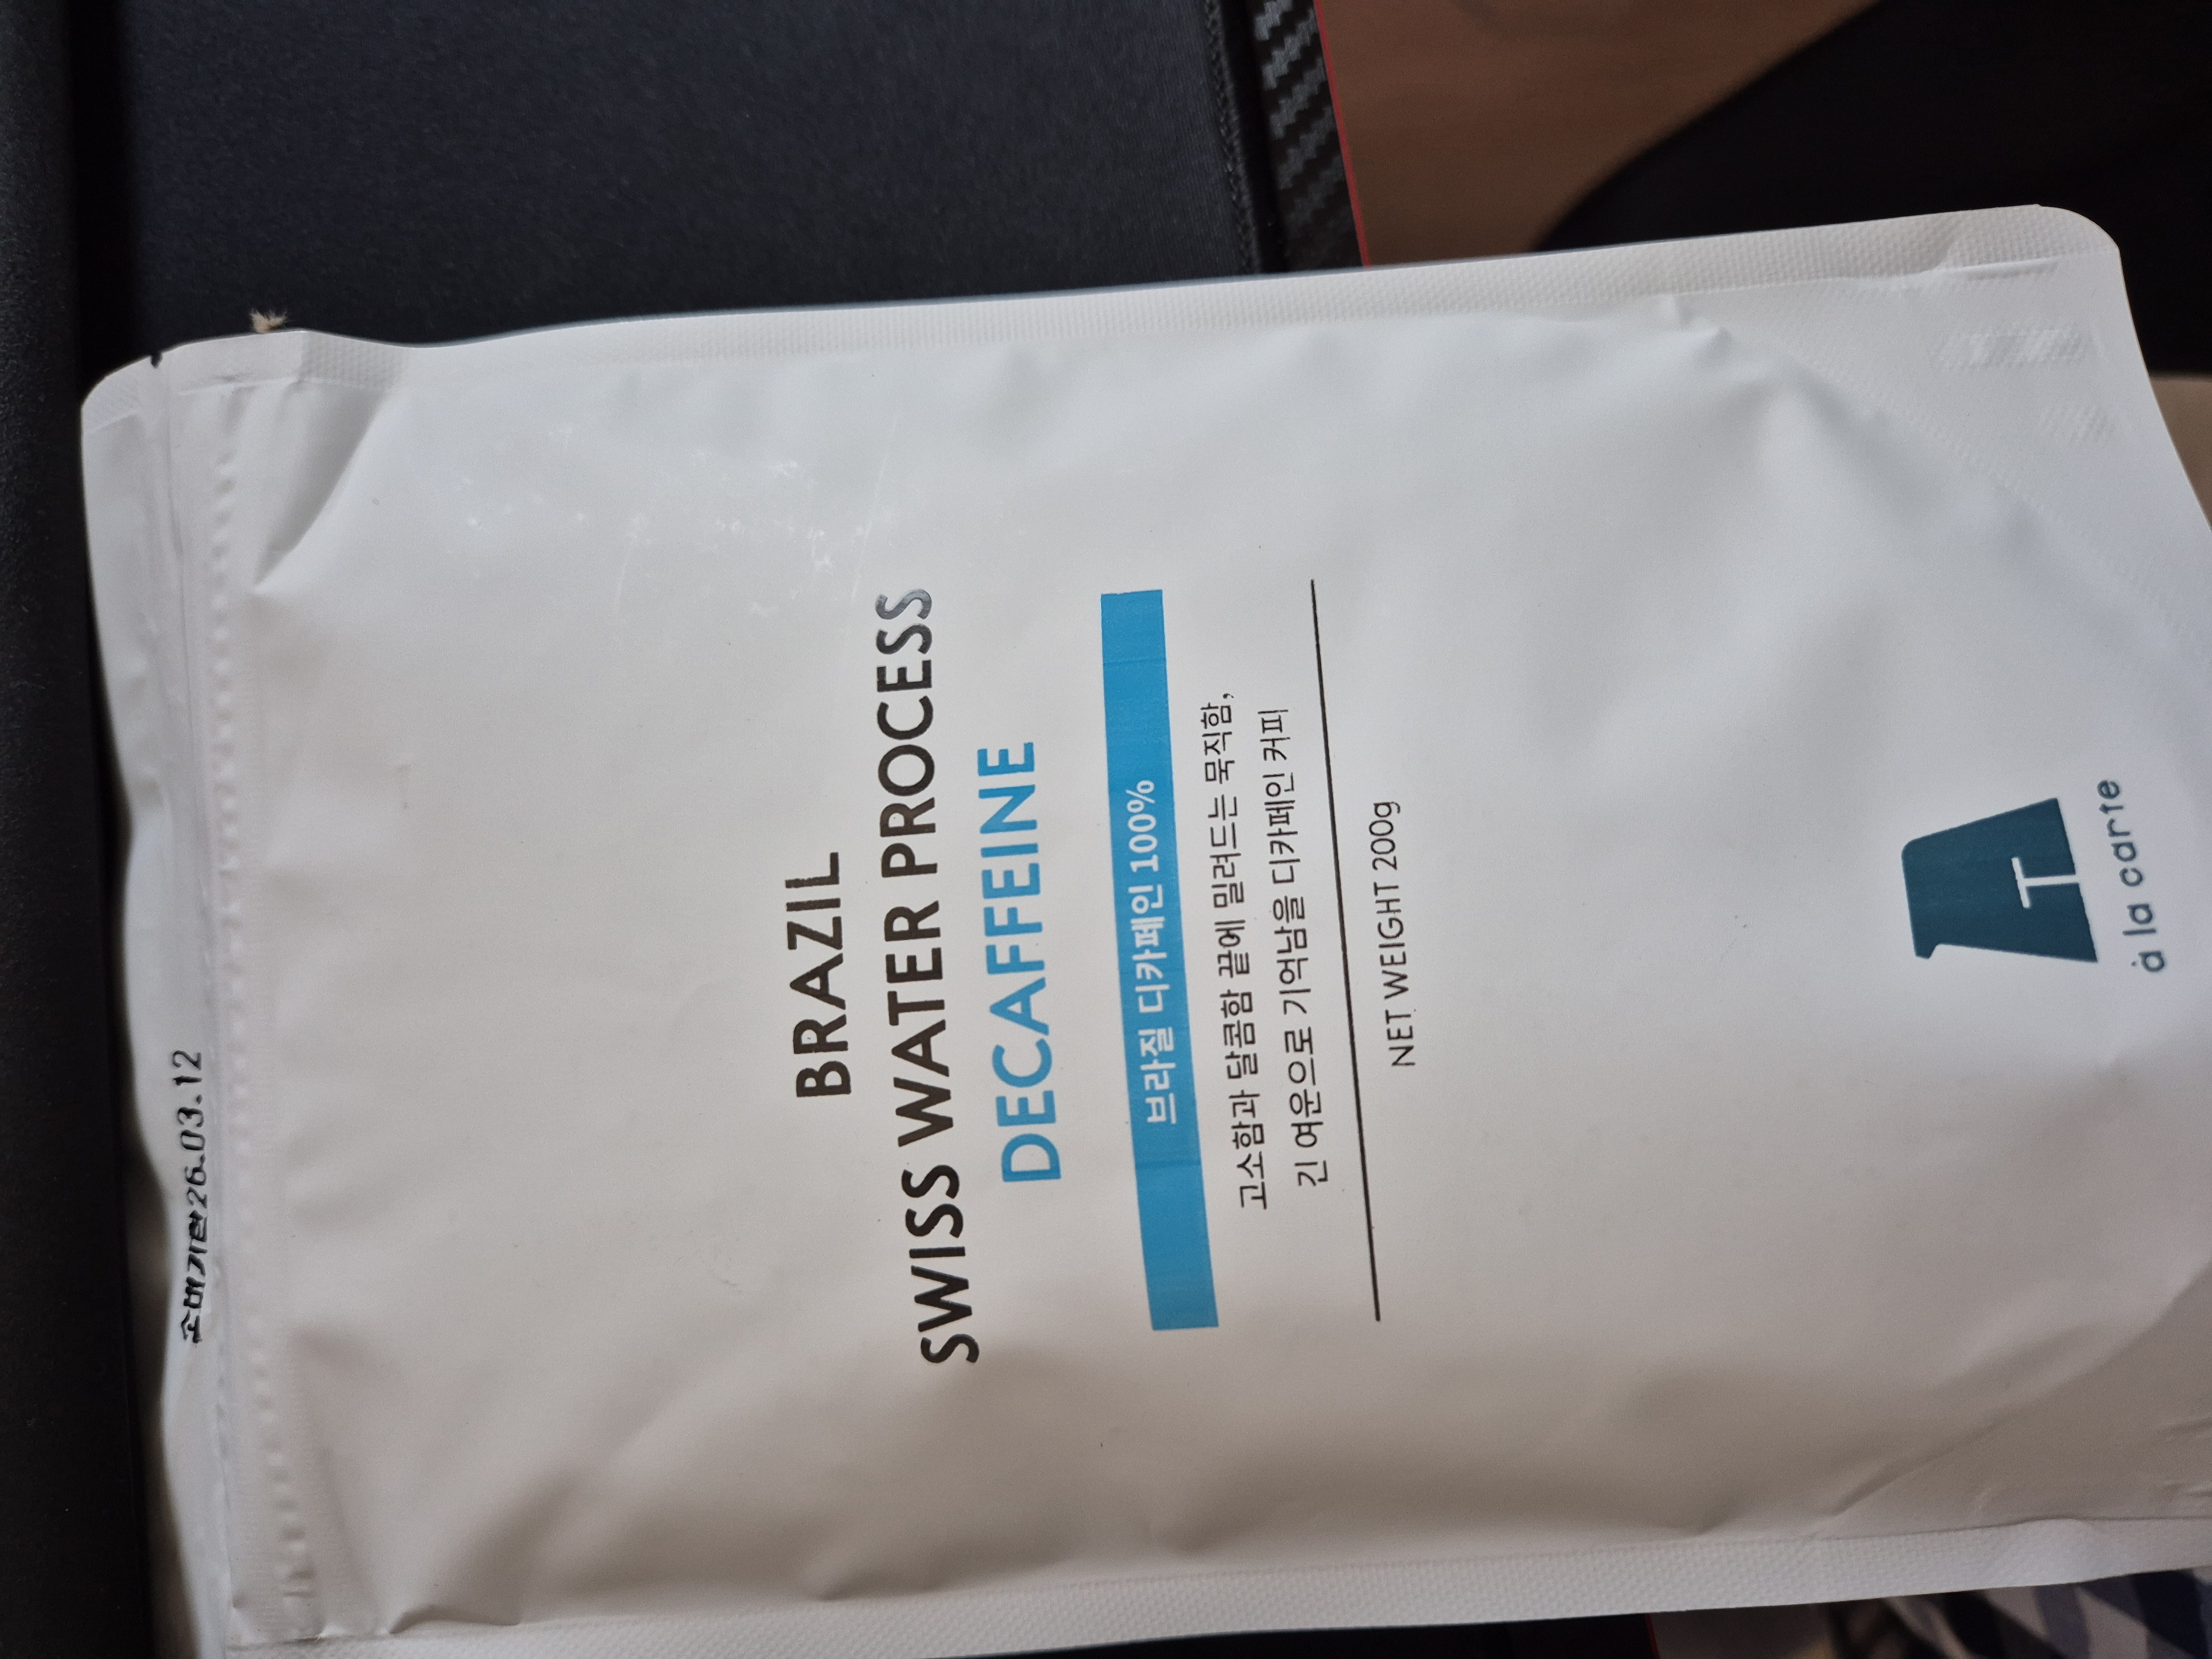 소비기한26.03.12
BRAZIL
SWISS WATER PROCESS
DECAFFEINE
브라질 디카페인 100%
고소함과 달콤함 끝에 밀려드는 묵직함,
긴 여운으로 기억남을 디카페인 커피
NET WEIGHT 200g
à la carte